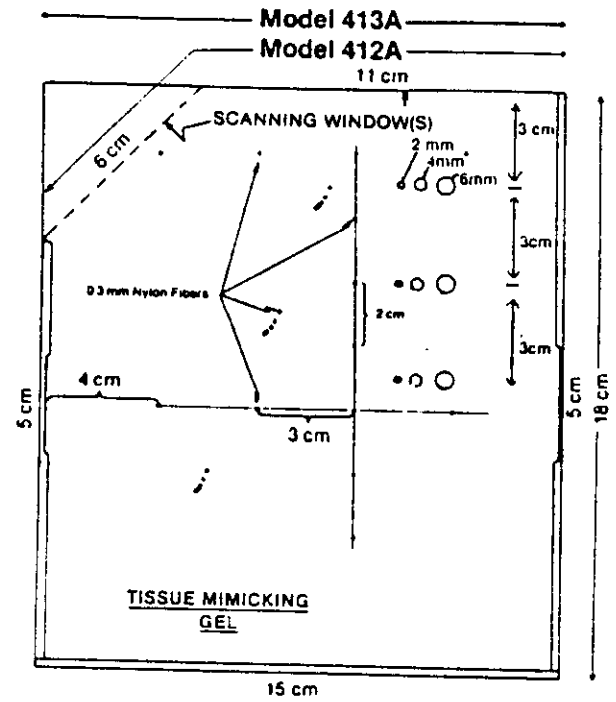 Model 413A
Model 412A
11 cm
SCANNING WINDOW(S)
6 cm
3 cm
2 mm
4mm
6mm
3cm
0.3 mm Nylon Fibers
2 cm
3cm
4 cm
5 cm
3 cm
5 cm
18 cm
TISSUE MIMICKING
GEL
15 cm